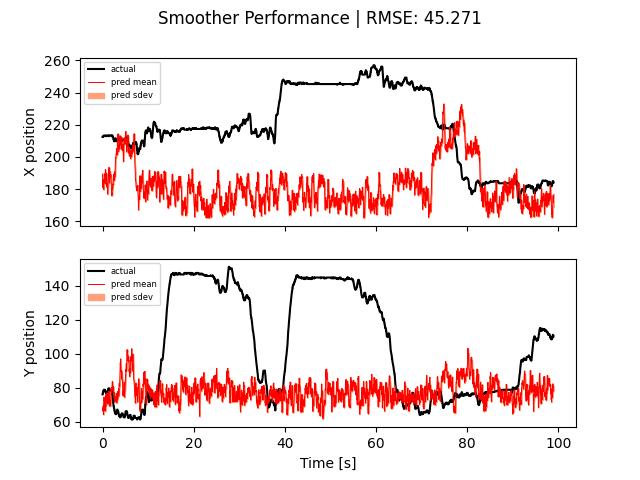 Smoother Performance | RMSE: 45.271
260
240
220
200
180
160
X position
actual
pred mean
pred sdev
140
120
100
80
60
Y position
actual
pred mean
pred sdev
0 20 40 60 80 100
Time [s]